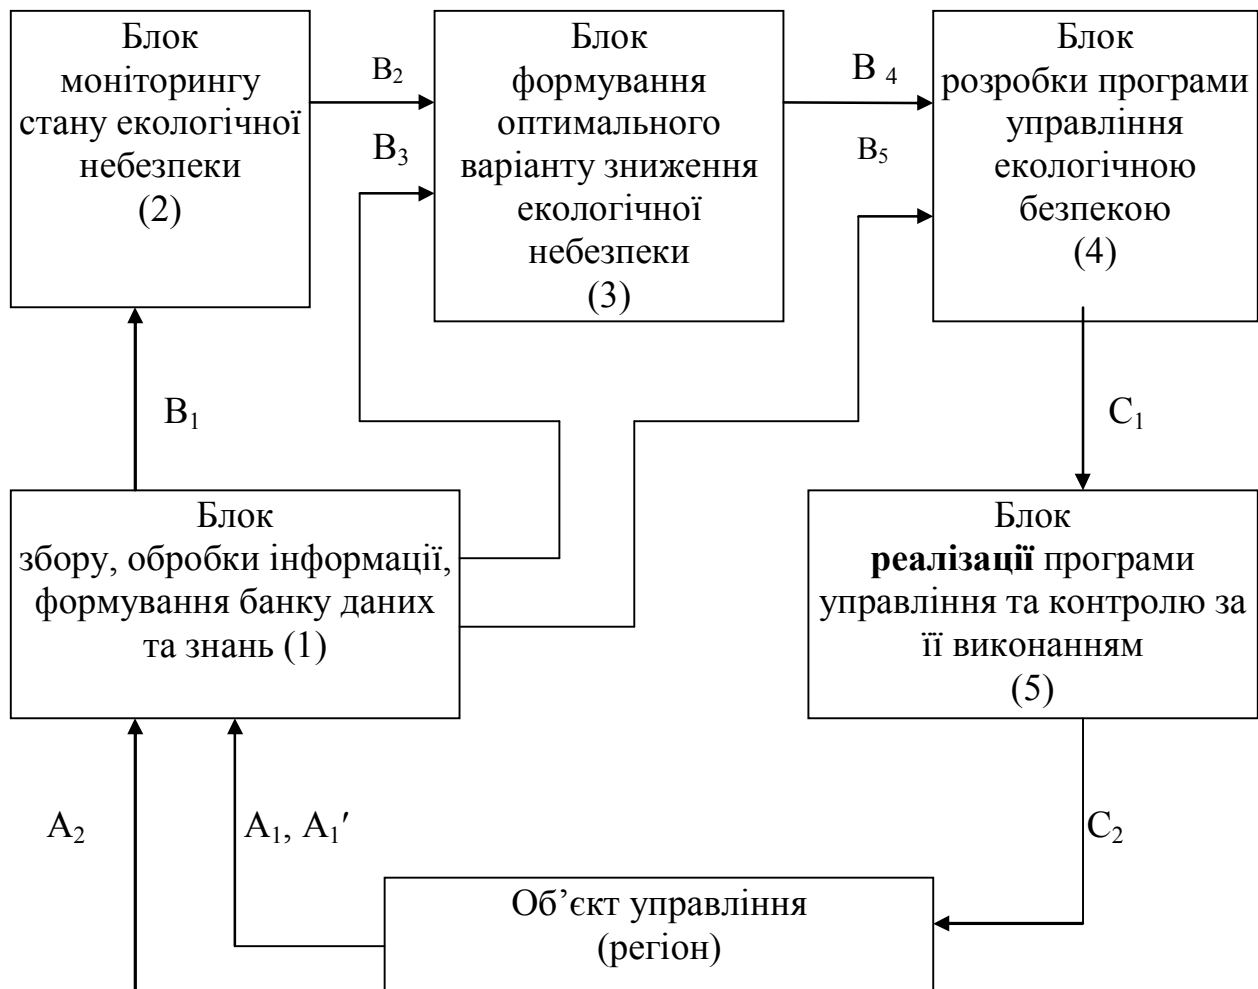 Блок
моніторингу
стану екологічної
небезпеки
(2)
B₂
B₃
Блок
формування
оптимального
варіанту зниження
екологічної
небезпеки
(3)
B ₄
B₅
Блок
розробки програми
управління
екологічною
безпекою
(4)
B₁
C₁
Блок
збору, обробки інформації,
формування банку даних
та знань (1)
Блок
реалізації програми
управління та контролю за
її виконанням
(5)
A₂
A₁, A₁′
C₂
Об’єкт управління
(регіон)